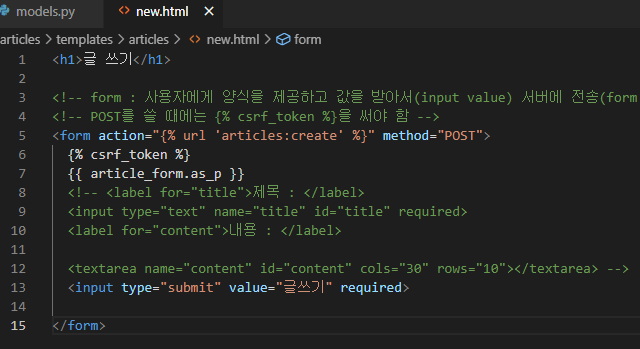 models.py
new.html
articles > templates > articles > new.html > form
1 <h1>글 쓰기</h1>
2
3 <!-- form : 사용자에게 양식을 제공하고 값을 받아서(input value) 서버에 전송(form
4 <!-- POST를 쓸 때에는 {% csrf_token %}을 써야 함 -->
5 <form action="{% url 'articles:create' %}" method="POST">
6 {% csrf_token %}
7 {{ article_form.as_p }}
8 <!-- <label for="title">제목 : </label>
9 <input type="text" name="title" id="title" required>
10 <label for="content">내용 : </label>
11
12 <textarea name="content" id="content" cols="30" rows="10"></textarea> -->
13 <input type="submit" value="글쓰기" required>
14
15 </form>